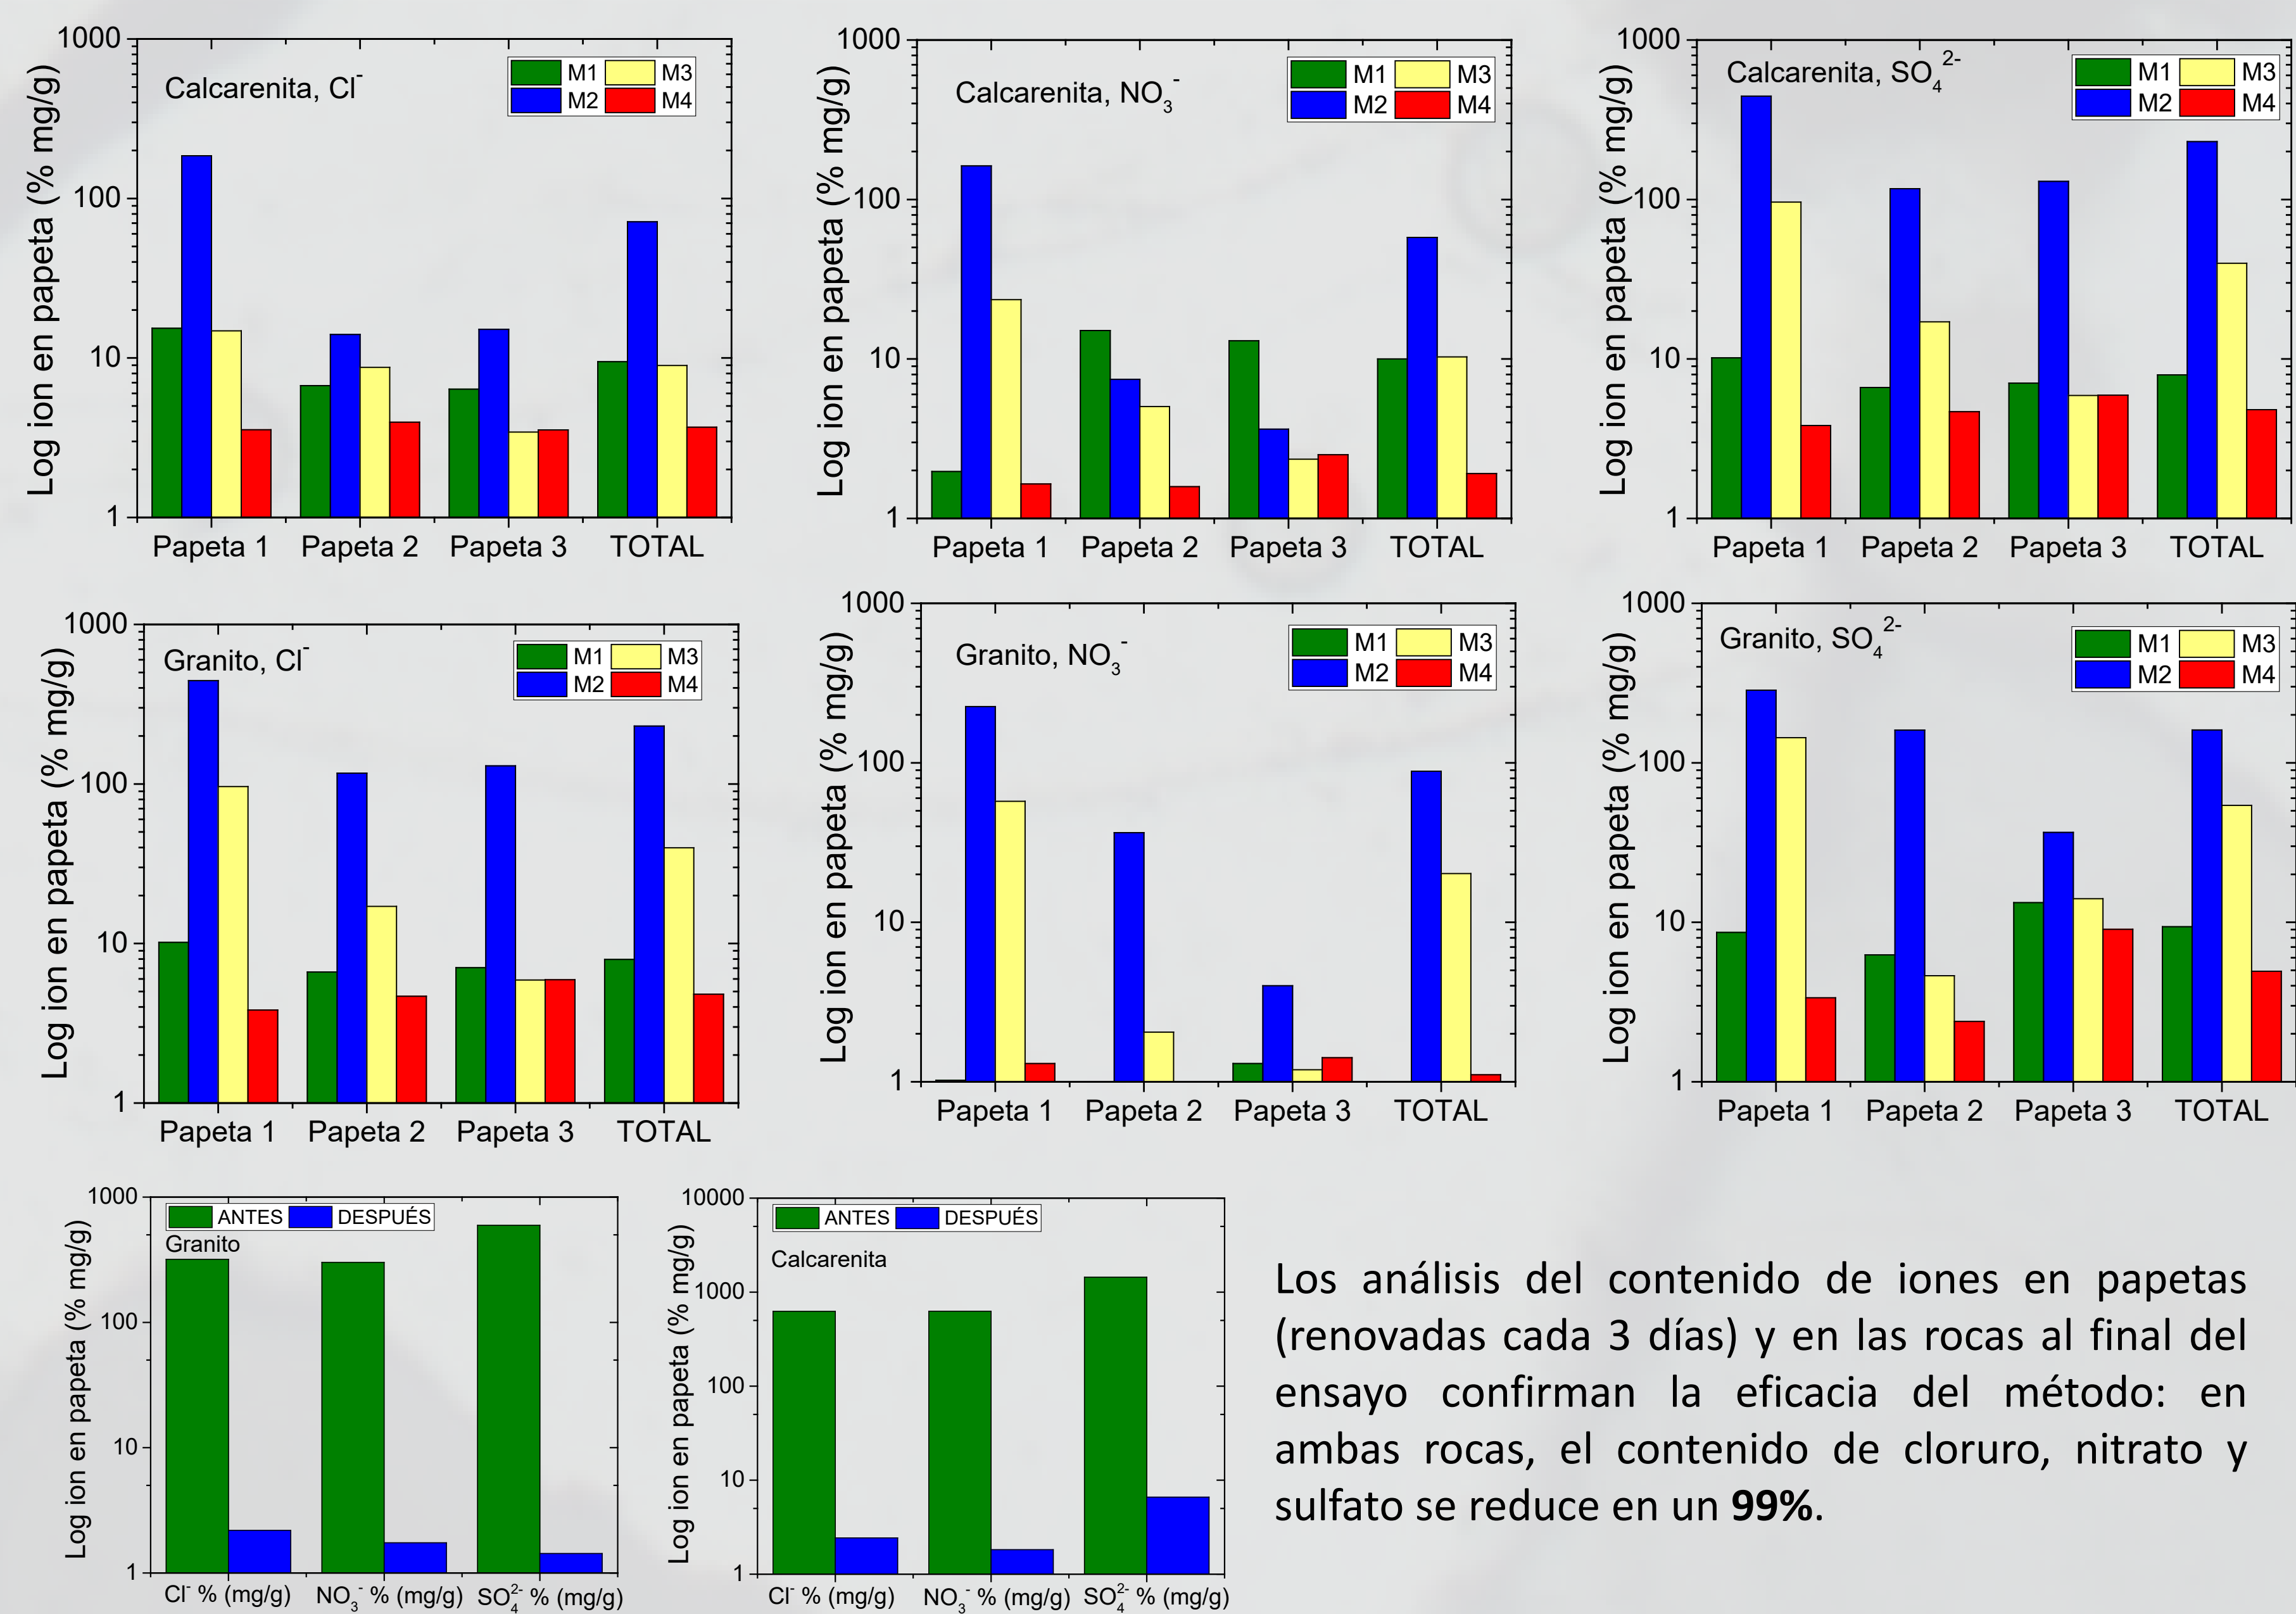 1000
100
10
1
Log ion en papeta (% mg/g)
Calcarenita, Cl⁻
M1 M3
M2 M4
Papeta 1 Papeta 2 Papeta 3 TOTAL
1000
100
10
1
Log ion en papeta (% mg/g)
Calcarenita, NO₃⁻
M1 M3
M2 M4
Papeta 1 Papeta 2 Papeta 3 TOTAL
1000
100
10
1
Log ion en papeta (% mg/g)
Calcarenita, SO₄²⁻
M1 M3
M2 M4
Papeta 1 Papeta 2 Papeta 3 TOTAL
1000
100
10
1
Log ion en papeta (% mg/g)
Granito, Cl⁻
M1 M3
M2 M4
Papeta 1 Papeta 2 Papeta 3 TOTAL
1000
100
10
1
Log ion en papeta (% mg/g)
Granito, NO₃⁻
M1 M3
M2 M4
Papeta 1 Papeta 2 Papeta 3 TOTAL
1000
100
10
1
Log ion en papeta (% mg/g)
Granito, SO₄²⁻
M1 M3
M2 M4
Papeta 1 Papeta 2 Papeta 3 TOTAL
1000
100
10
1
Log ion en papeta (% mg/g)
ANTES DESPUÉS
Granito
Cl⁻ % (mg/g) NO₃⁻ % (mg/g) SO₄²⁻ % (mg/g)
10000
1000
100
10
1
Log ion en papeta (% mg/g)
ANTES DESPUÉS
Calcarenita
Cl⁻ % (mg/g) NO₃⁻ % (mg/g) SO₄²⁻ % (mg/g)
Los análisis del contenido de iones en papetas
(renovadas cada 3 días) y en las rocas al final del
ensayo confirman la eficacia del método: en
ambas rocas, el contenido de cloruro, nitrato y
sulfato se reduce en un 99%.